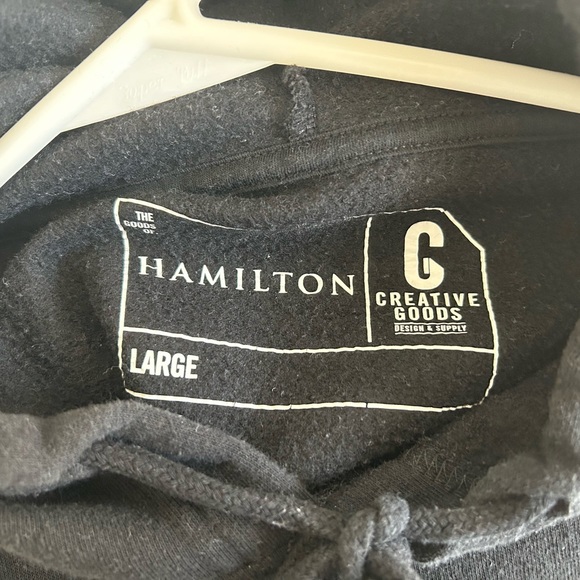 THE
GOODS
OF
HAMILTON
LARGE
C
CREATIVE
GOODS
DESIGN & SUPPLY